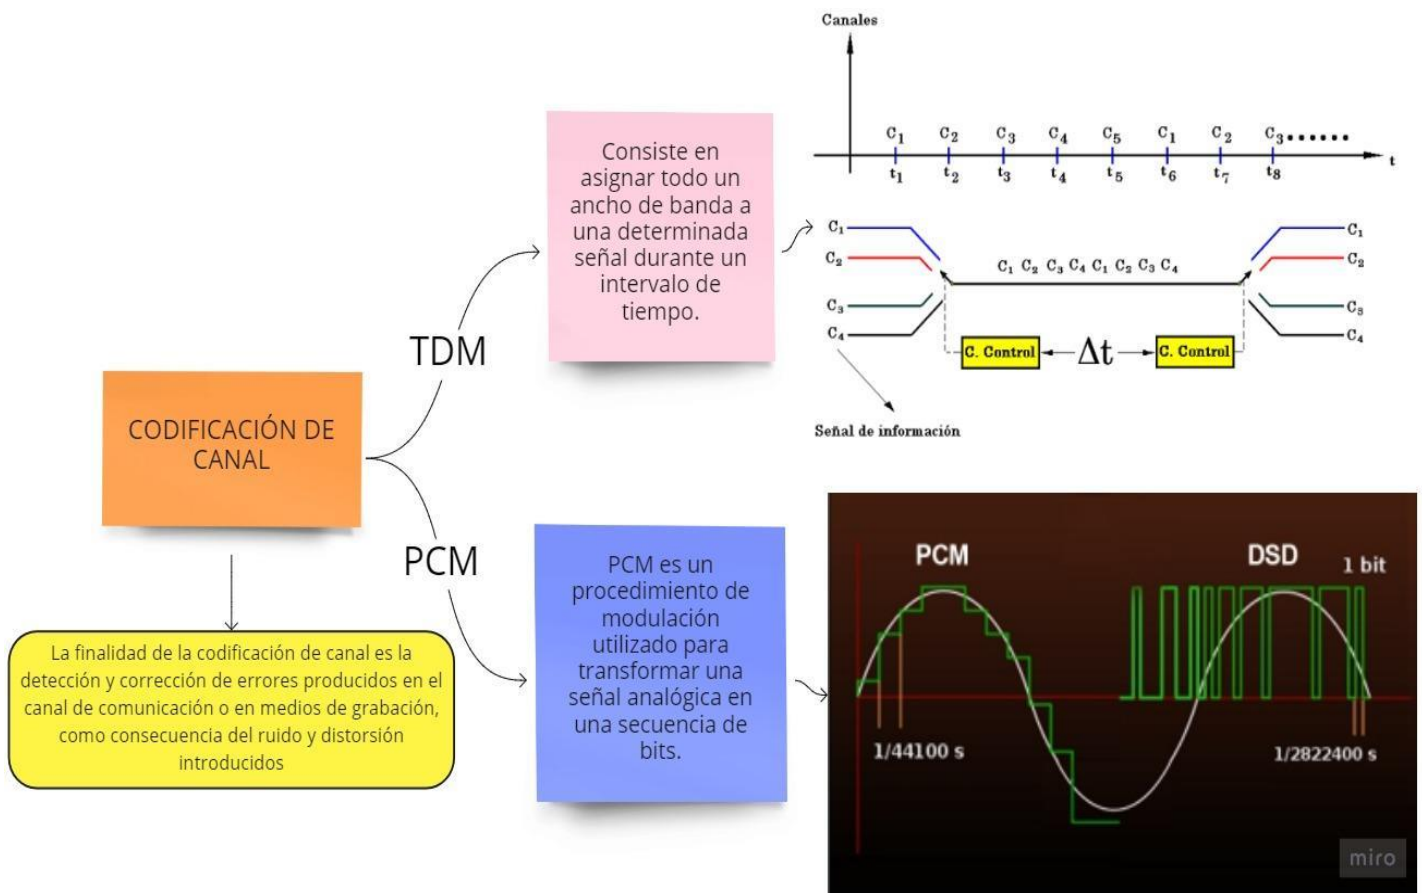 CODIFICACIÓN DE
CANAL
La finalidad de la codificación de canal es la
detección y corrección de errores producidos en el
canal de comunicación o en medios de grabación,
como consecuencia del ruido y distorsión
introducidos
TDM
Consiste en
asignar todo un
ancho de banda a
una determinada
señal durante un
intervalo de
tiempo.
Canales
C₁ C₂ C₃ C₄ C₅ C₁ C₂ C₃......
t₁ t₂ t₃ t₄ t₅ t₆ t₇ t₈
t
C₁
C₂
C₃
C₄
C₁ C₂ C₃ C₄ C₁ C₂ C₃ C₄
C₁
C₂
C₃
C₄
C. Control Δt C. Control
Señal de información
PCM
PCM es un
procedimiento de
modulación
utilizado para
transformar una
señal analógica en
una secuencia de
bits.
PCM DSD
1 bit
1/44100 s 1/2822400 s
miro